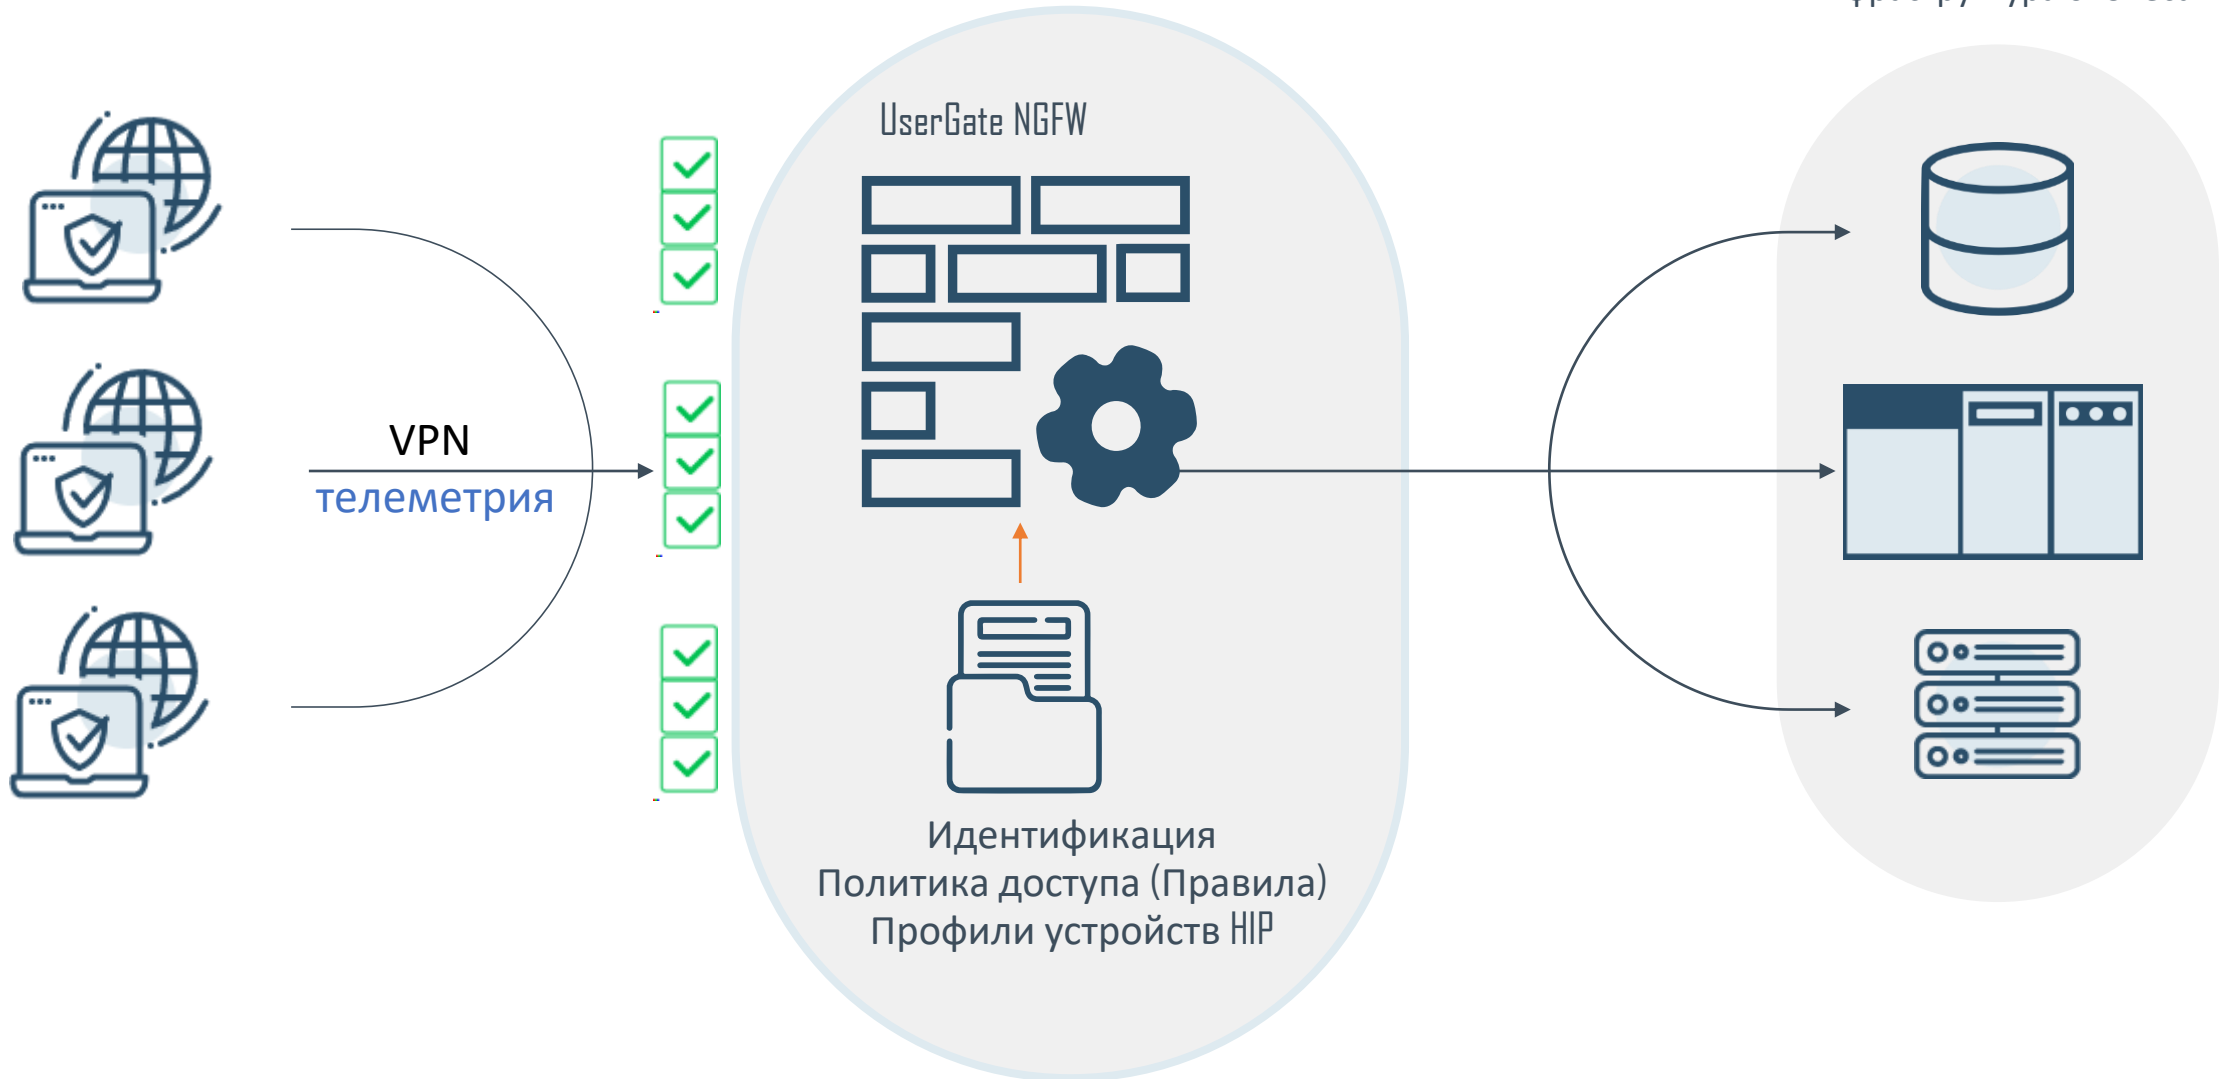 UserGate NGFW
VPN
телеметрия
Идентификация
Политика доступа (Правила)
Профили устройств HIP